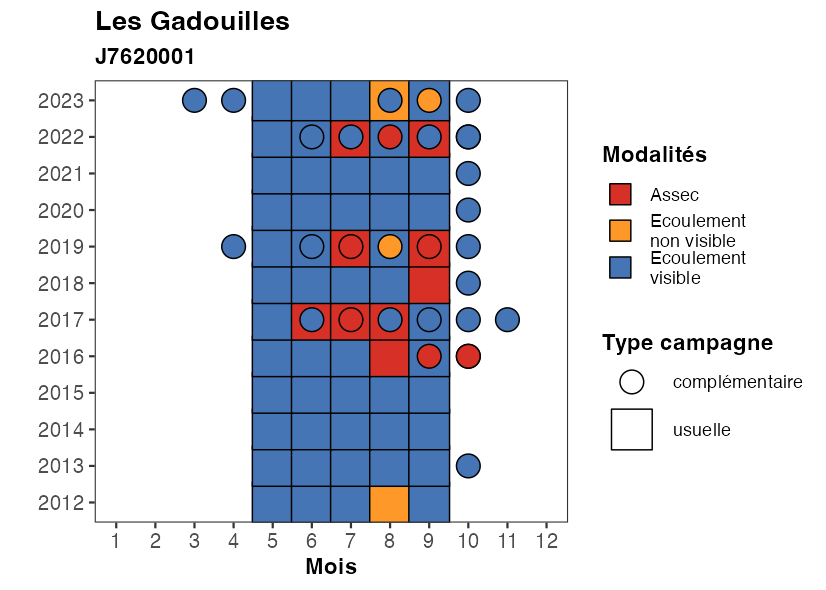 Les Gadouilles
J7620001
2023
2022
2021
2020
2019
2018
2017
2016
2015
2014
2013
2012
1 2 3 4 5 6 7 8 9 10 11 12
Mois
Modalités
Assec
Ecoulement
non visible
Ecoulement
visible
Type campagne
complémentaire
usuelle